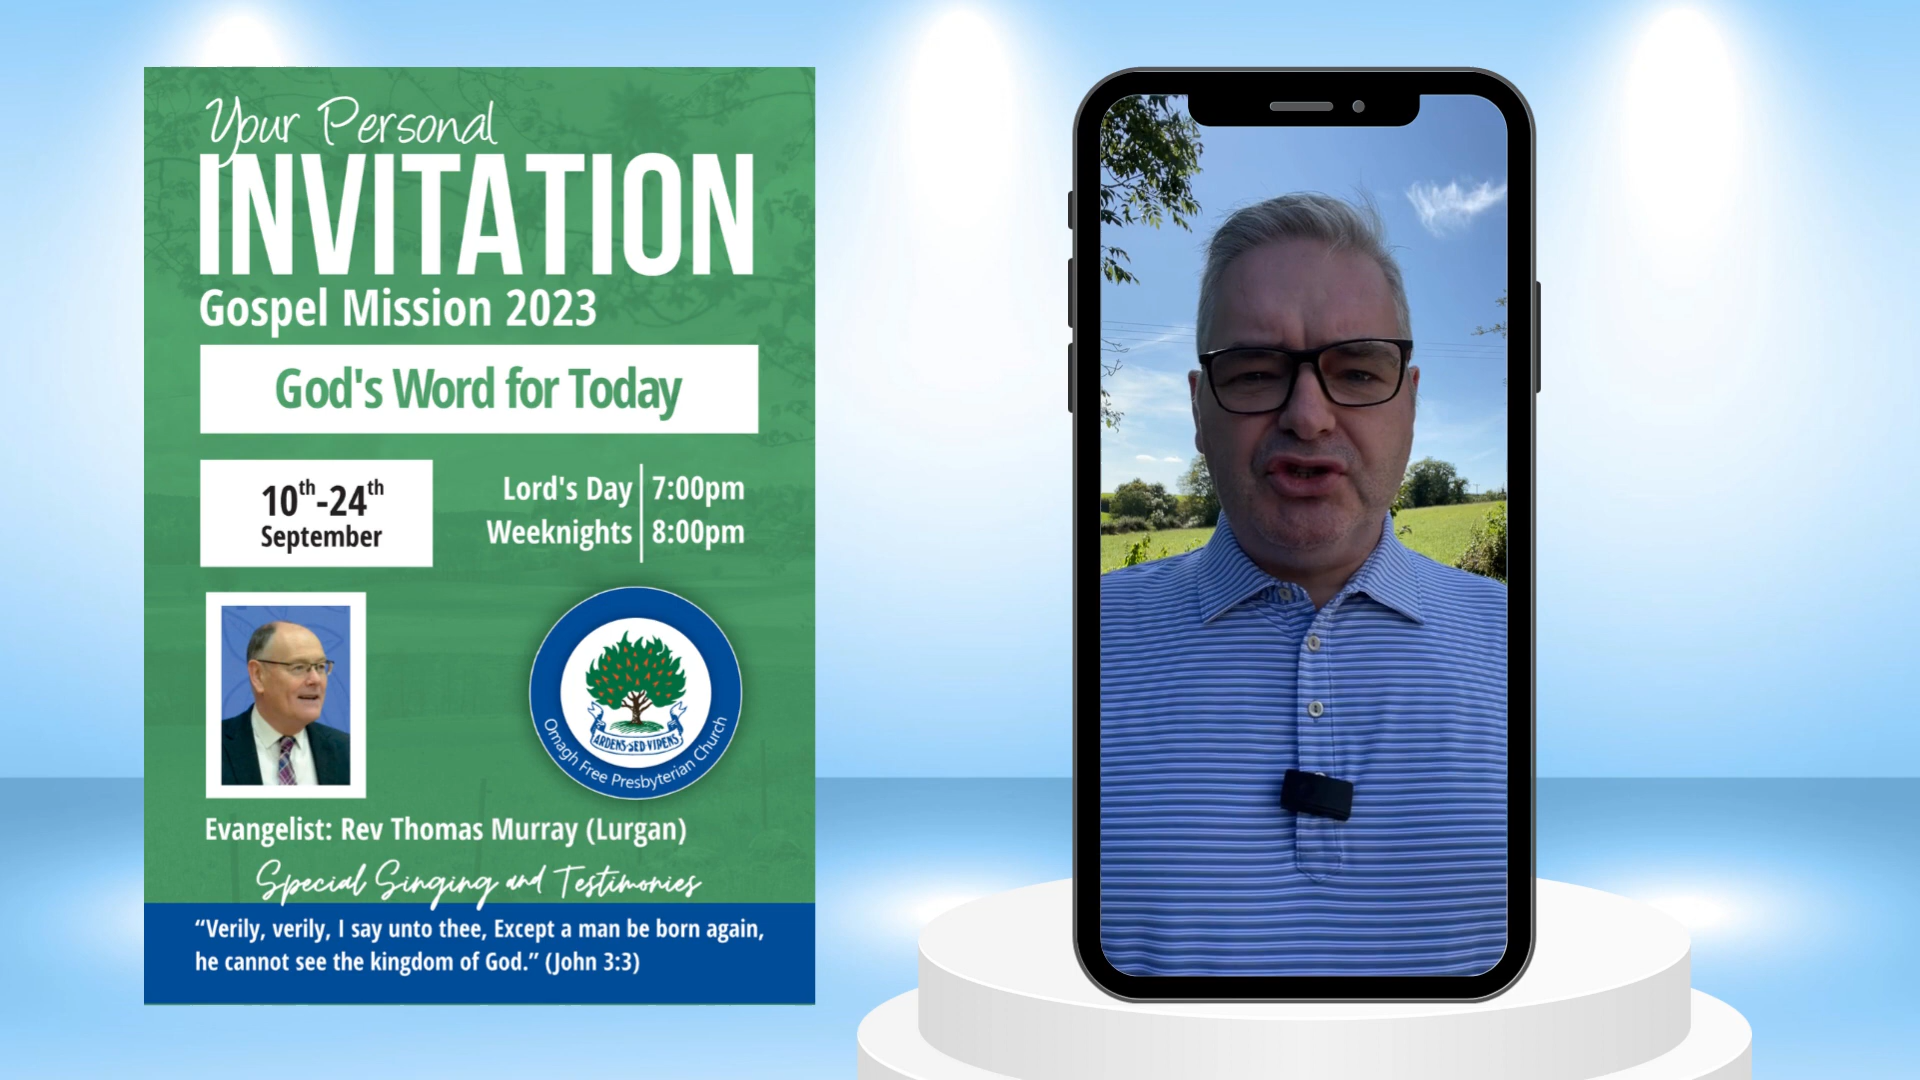 Your Personal
INVITATION
Gospel Mission 2023
God's Word for Today
10th-24th
September
Lord's Day 7:00pm
Weeknights 8:00pm
ARDENS SED VIRENS
Omagh Free Presbyterian Church
Evangelist: Rev Thomas Murray (Lurgan)
Special Singing and Testimonies
“Verily, verily, I say unto thee, Except a man be born again,
he cannot see the kingdom of God.” (John 3:3)